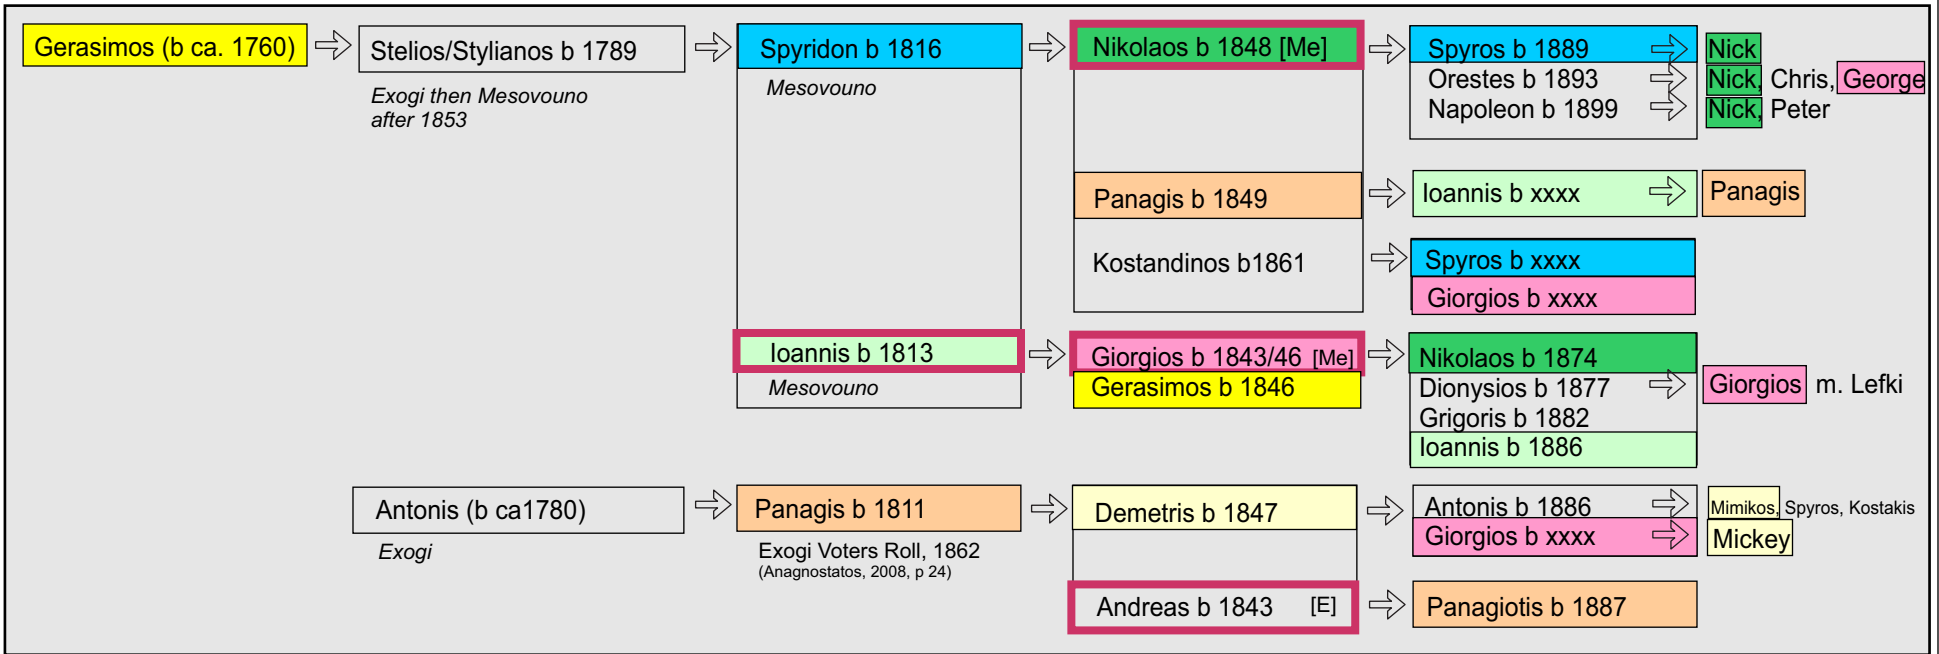 Gerasimos (b ca. 1760)
Stelios/Stylianos b 1789
Exogi then Mesovouno
after 1853
Spyridon b 1816
Mesovouno
Nikolaos b 1848 [Me]
Spyros b 1889
Nick
Orestes b 1893
Nick, Chris, George
Napoleon b 1899
Nick, Peter
Panagis b 1849
Ioannis b xxxx
Panagis
Kostandinos b1861
Spyros b xxxx
Giorgios b xxxx
Ioannis b 1813
Mesovouno
Giorgios b 1843/46 [Me]
Gerasimos b 1846
Nikolaos b 1874
Dionysios b 1877
Giorgios m. Lefki
Grigoris b 1882
Ioannis b 1886
Antonis (b ca1780)
Exogi
Panagis b 1811
Exogi Voters Roll, 1862
(Anagnostatos, 2008, p 24)
Demetris b 1847
Antonis b 1886
Mimikos, Spyros, Kostakis
Giorgios b xxxx
Mickey
Andreas b 1843 [E]
Panagiotis b 1887